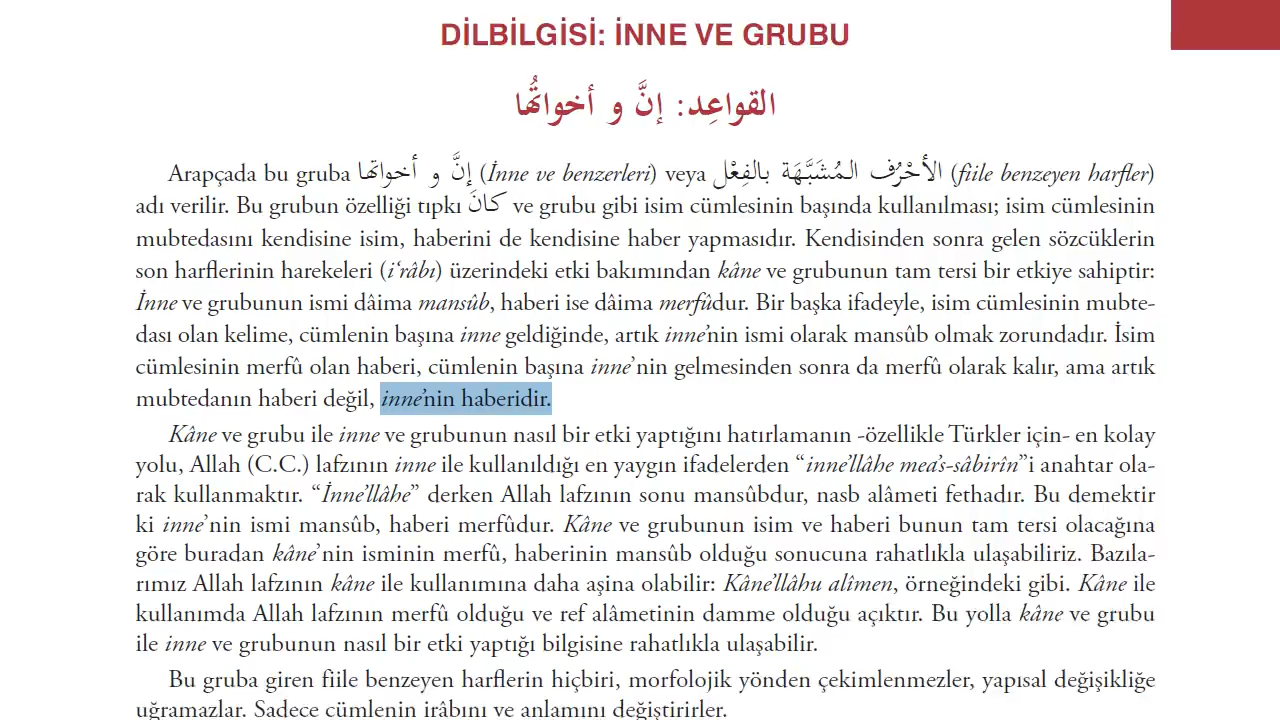 DİLBİLGİSİ: İNNE VE GRUBU
القواعِد: إنَّ و أخواتُها
Arapçada bu gruba إنَّ و أخواتها (İnne ve benzerleri) veya الأحْرُف المُشَبَّهَة بالفِعْل (fiile benzeyen harfler)
adı verilir. Bu grubun özelliği tıpkı كانَ ve grubu gibi isim cümlesinin başında kullanılması; isim cümlesinin
mubtedasını kendisine isim, haberini de kendisine haber yapmasıdır. Kendisinden sonra gelen sözcüklerin
son harflerinin harekeleri (i‘râbı) üzerindeki etki bakımından kâne ve grubunun tam tersi bir etkiye sahiptir:
İnne ve grubunun ismi dâima mansûb, haberi ise dâima merfûdur. Bir başka ifadeyle, isim cümlesinin mubte-
dası olan kelime, cümlenin başına inne geldiğinde, artık inne’nin ismi olarak mansûb olmak zorundadır. İsim
cümlesinin merfû olan haberi, cümlenin başına inne’nin gelmesinden sonra da merfû olarak kalır, ama artık
mubtedanın haberi değil, inne’nin haberidir.
Kâne ve grubu ile inne ve grubunun nasıl bir etki yaptığını hatırlamanın -özellikle Türkler için- en kolay
yolu, Allah (C.C.) lafzının inne ile kullanıldığı en yaygın ifadelerden “inne’llâhe mea’s-sâbirîn”i anahtar ola-
rak kullanmaktır. “İnne’llâhe” derken Allah lafzının sonu mansûbdur, nasb alâmeti fethadır. Bu demektir
ki inne’nin ismi mansûb, haberi merfûdur. Kâne ve grubunun isim ve haberi bunun tam tersi olacağına
göre buradan kâne’nin isminin merfû, haberinin mansûb olduğu sonucuna rahatlıkla ulaşabiliriz. Bazıla-
rımız Allah lafzının kâne ile kullanımına daha aşina olabilir: Kâne’llâhu alîmen, örneğindeki gibi. Kâne ile
kullanımda Allah lafzının merfû olduğu ve ref alâmetinin damme olduğu açıktır. Bu yolla kâne ve grubu
ile inne ve grubunun nasıl bir etki yaptığı bilgisine rahatlıkla ulaşabilir.
Bu gruba giren fiile benzeyen harflerin hiçbiri, morfolojik yönden çekimlenmezler, yapısal değişikliğe
uğramazlar. Sadece cümlenin irâbını ve anlamını değiştirirler.